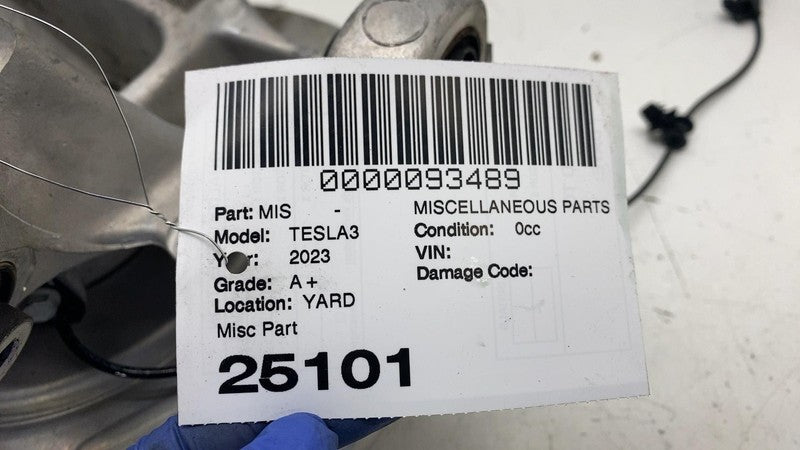 0000093489
Part: MIS - MISCELLANEOUS PARTS
Model: TESLA3 Condition: 0cc
Year: 2023 VIN:
Grade: A+ Damage Code:
Location: YARD
Misc Part
25101